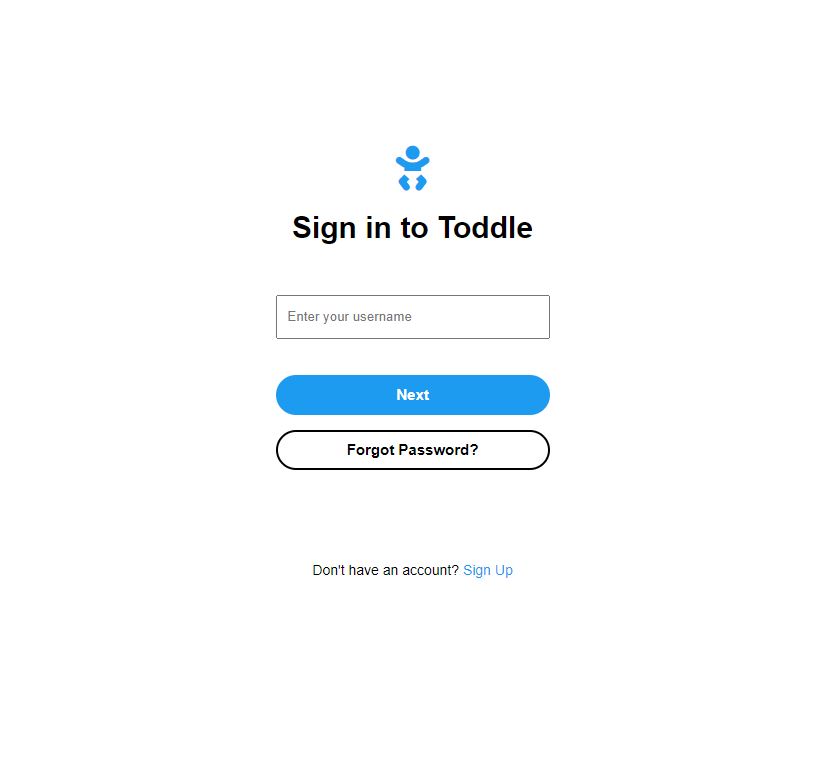 Sign in to Toddle
Enter your username
Next
Forgot Password?
Don't have an account? Sign Up